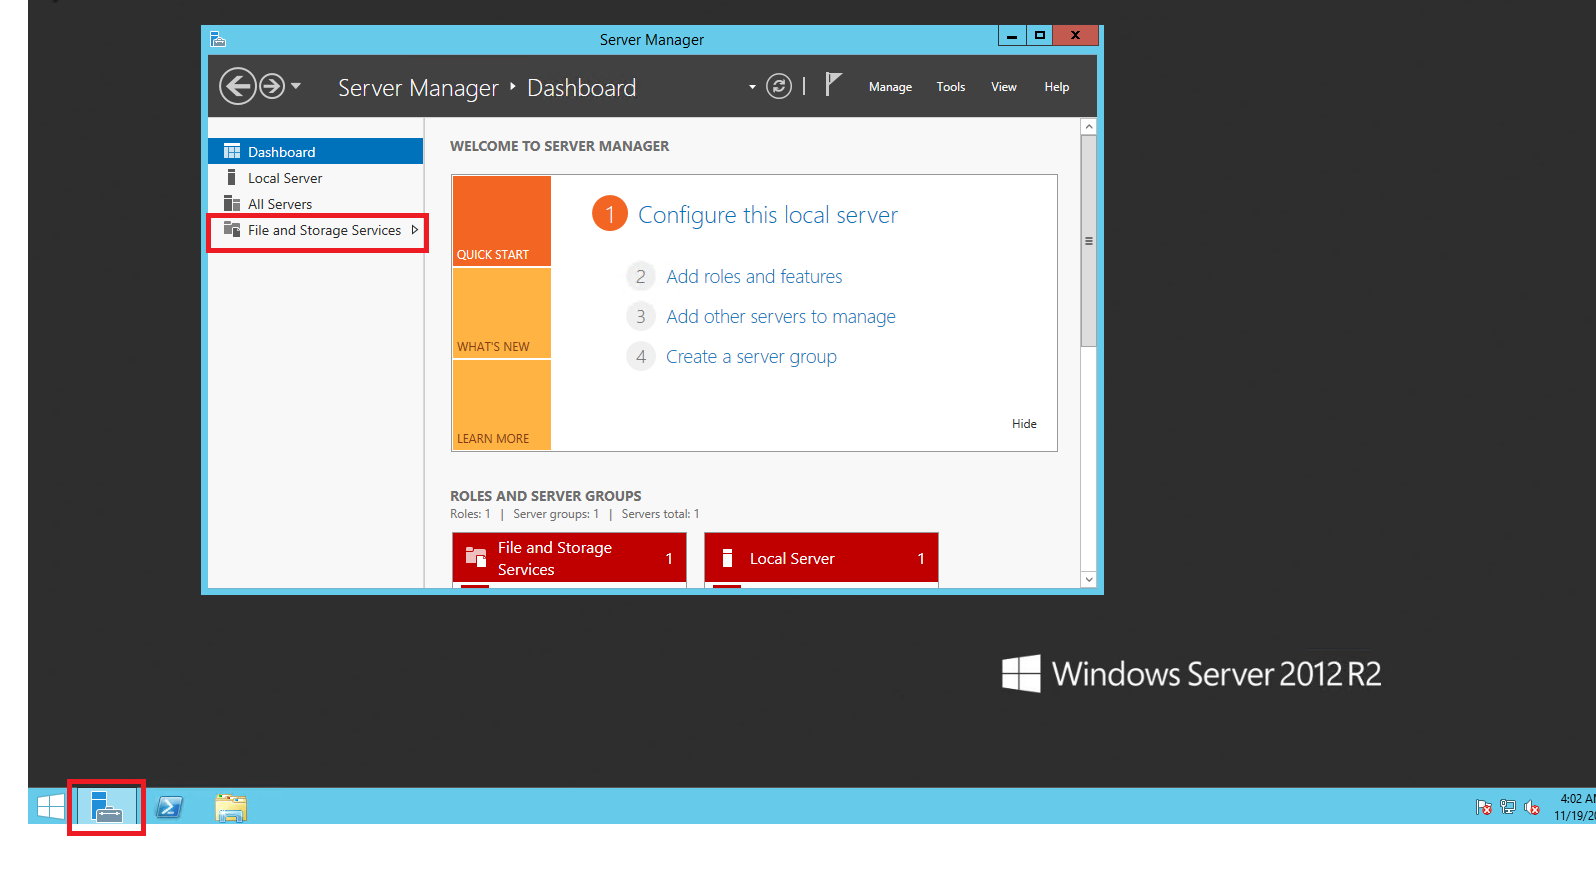 Server Manager
Server Manager
Dashboard
Manage
Tools
View
Help
Dashboard
Local Server
All Servers
File and Storage Services
WELCOME TO SERVER MANAGER
QUICK START
WHAT'S NEW
LEARN MORE
1 Configure this local server
2 Add roles and features
3 Add other servers to manage
4 Create a server group
Hide
ROLES AND SERVER GROUPS
Roles: 1 | Server groups: 1 | Servers total: 1
File and Storage
Services
1
Local Server
1
Windows Server 2012 R2
4:02 A
11/19/20